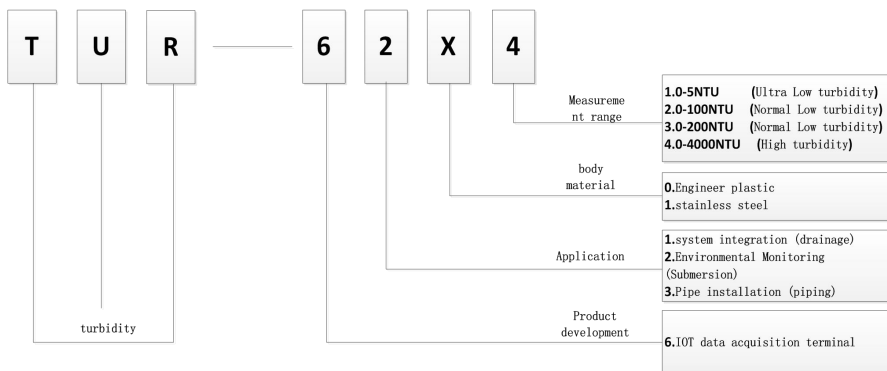 T U R 6 2 X 4
Measureme
nt range
1.0-5NTU (Ultra Low turbidity)
2.0-100NTU (Normal Low turbidity)
3.0-200NTU (Normal Low turbidity)
4.0-4000NTU (High turbidity)
body
material
0.Engineer plastic
1.stainless steel
Application
1.system integration (drainage)
2.Environmental Monitoring
(Submersion)
3.Pipe installation (piping)
turbidity
Product
development
6.IOT data acquisition terminal